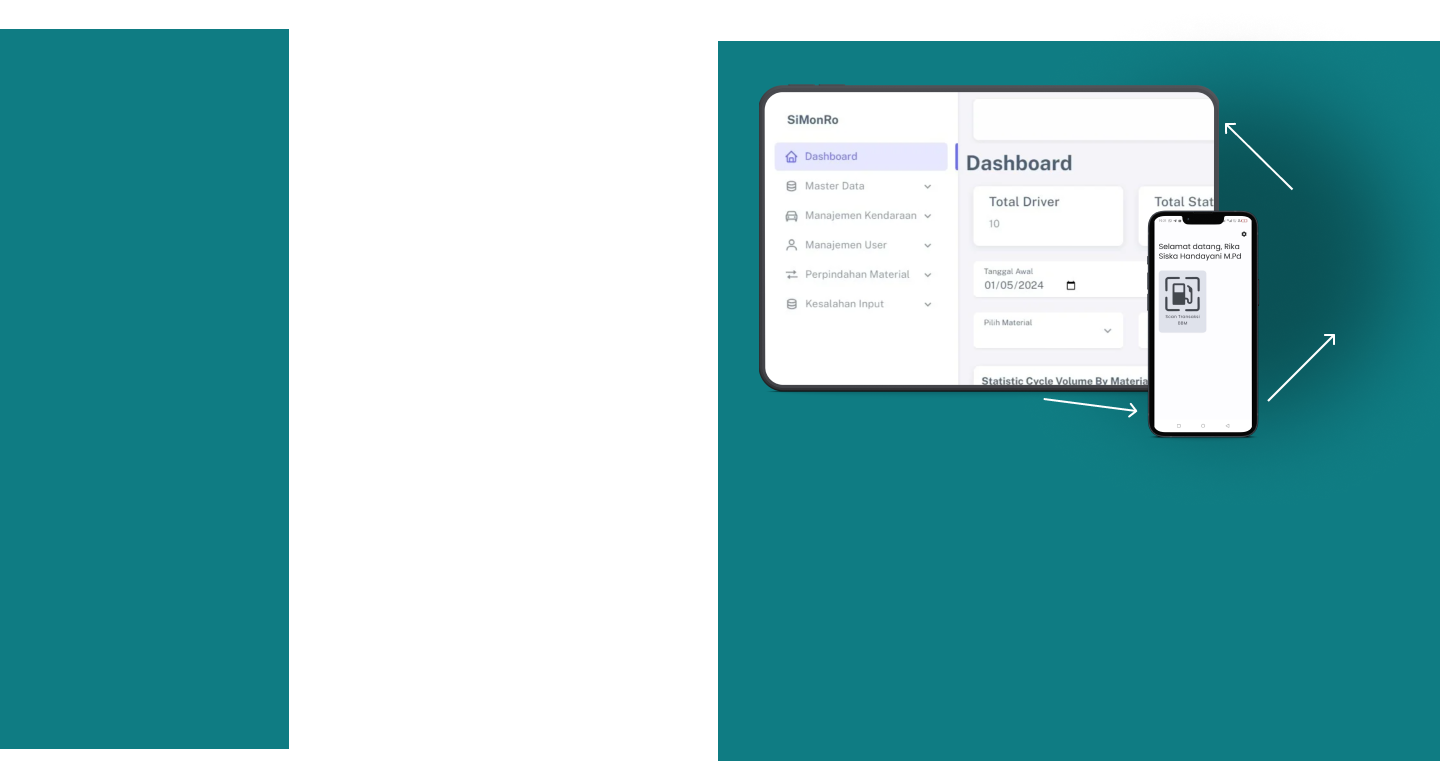 SiMonRo
Dashboard
Master Data
Manajemen Kendaraan
Manajemen User
Perpindahan Material
Kesalahan Input
Dashboard
Total Driver
10
Total Stat
Tanggal Awal
01/05/2024
Pilih Material
Statistic Cycle Volume By Materia
Selamat datang, Rika
Siska Handayani M.Pd
Scan Transaksi
BBM